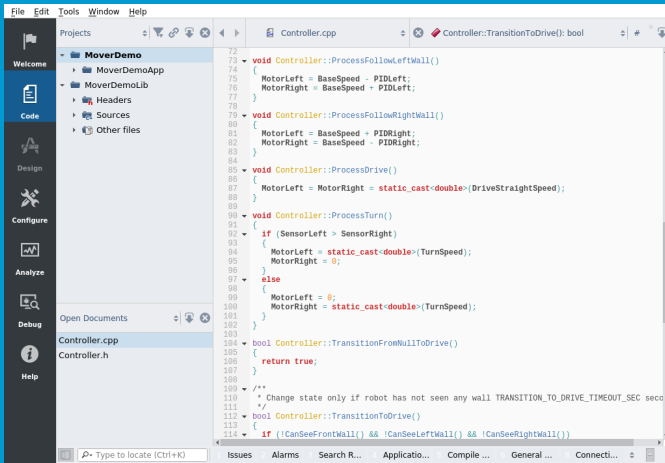 File Edit Tools Window Help
Projects
Controller.cpp
Controller::TransitionToDrive(): bool
#
Welcome
Code
Design
Configure
Analyze
Debug
Help
MoverDemo
MoverDemoApp
MoverDemoLib
Headers
Sources
Other files
Open Documents
Controller.cpp
Controller.h
72
73 void Controller::ProcessFollowLeftWall()
74 {
75 MotorLeft = BaseSpeed - PIDLeft;
76 MotorRight = BaseSpeed + PIDLeft;
77 }
78
79 void Controller::ProcessFollowRightWall()
80 {
81 MotorLeft = BaseSpeed + PIDRight;
82 MotorRight = BaseSpeed - PIDRight;
83 }
84
85 void Controller::ProcessDrive()
86 {
87 MotorLeft = MotorRight = static_cast<double>(DriveStraightSpeed);
88 }
89
90 void Controller::ProcessTurn()
91 {
92 if (SensorLeft > SensorRight)
93 {
94 MotorLeft = static_cast<double>(TurnSpeed);
95 MotorRight = 0;
96 }
97 else
98 {
99 MotorLeft = 0;
100 MotorRight = static_cast<double>(TurnSpeed);
101 }
102 }
103
104 bool Controller::TransitionFromNullToDrive()
105 {
106 return true;
107 }
108
109 /**
110 * Change state only if robot has not seen any wall TRANSITION_TO_DRIVE_TIMEOUT_SEC seco
111 */
112 bool Controller::TransitionToDrive()
113 {
114 if (!CanSeeFrontWall() && !CanSeeLeftWall() && !CanSeeRightWall())
Type to locate (Ctrl+K)
1 Issues 2 Alarms 3 Search R... 4 Applicatio... 5 Compile ... 6 General ... 8 Connecti...